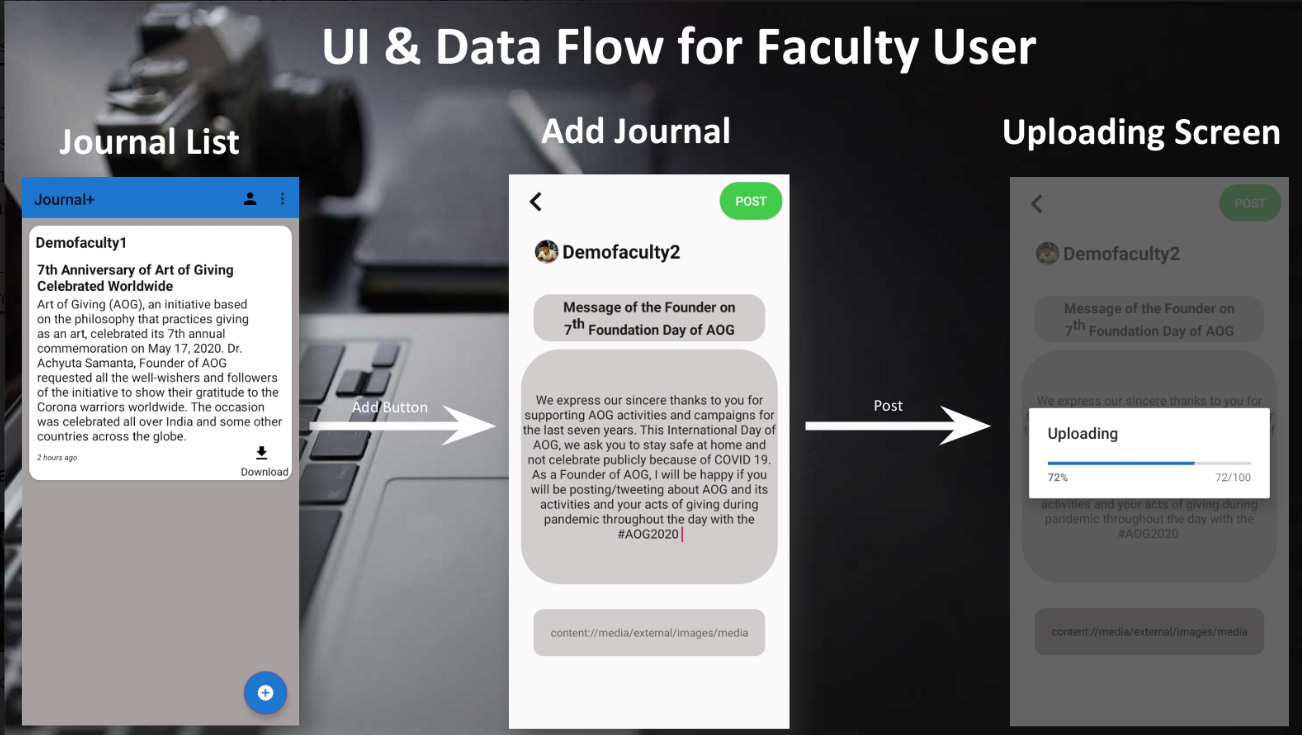 UI & Data Flow for Faculty User
Journal List
Journal+
Demofaculty1
7th Anniversary of Art of Giving
Celebrated Worldwide
Art of Giving (AOG), an initiative based
on the philosophy that practices giving
as an art, celebrated its 7th annual
commemoration on May 17, 2020. Dr.
Achyuta Samanta, Founder of AOG
requested all the well-wishers and followers
of the initiative to show their gratitude to the
Corona warriors worldwide. The occasion
was celebrated all over India and some other
countries across the globe.
2 hours ago
Download
Add Button
Add Journal
POST
Demofaculty2
Message of the Founder on
7th Foundation Day of AOG
We express our sincere thanks to you for
supporting AOG activities and campaigns for
the last seven years. This International Day of
AOG, we ask you to stay safe at home and
not celebrate publicly because of COVID 19.
As a Founder of AOG, I will be happy if you
will be posting/tweeting about AOG and its
activities and your acts of giving during
pandemic throughout the day with the
#AOG2020
content://media/external/images/media
Post
Uploading Screen
POST
Demofaculty2
Message of the Founder on
7th Foundation Day of AOG
We express our sincere thanks to you for
Uploading
72%
72/100
activities and your acts of giving during
pandemic throughout the day with the
#AOG2020
content://media/external/images/media